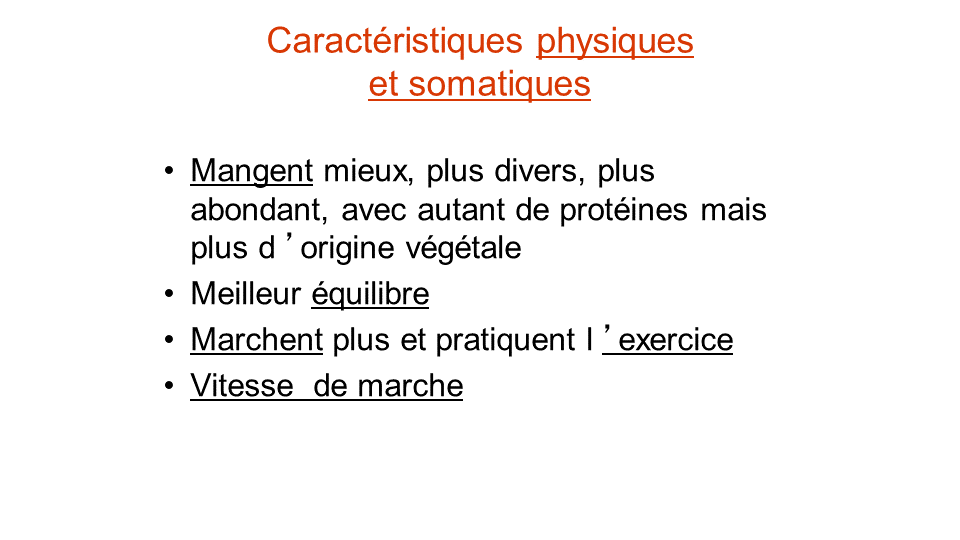 Caractéristiques physiques
et somatiques
• Mangent mieux, plus divers, plus
abondant, avec autant de protéines mais
plus d ’ origine végétale
• Meilleur équilibre
• Marchent plus et pratiquent l ’ exercice
• Vitesse  de marche